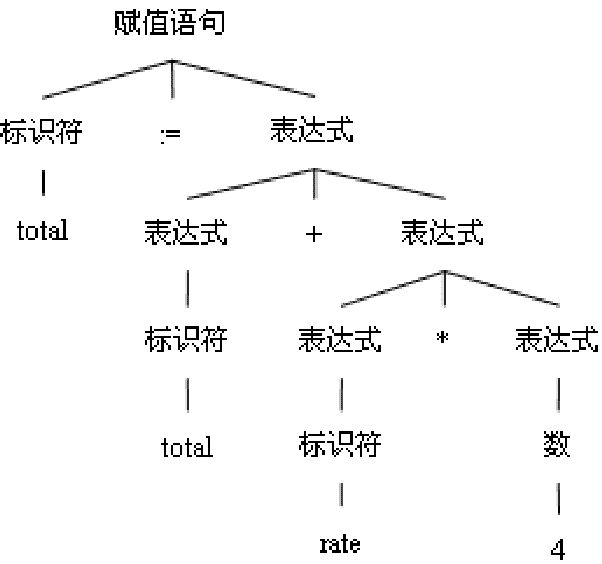 赋值语句
标识符 := 表达式
total 表达式 + 表达式
标识符 表达式 * 表达式
total 标识符 数
rate 4